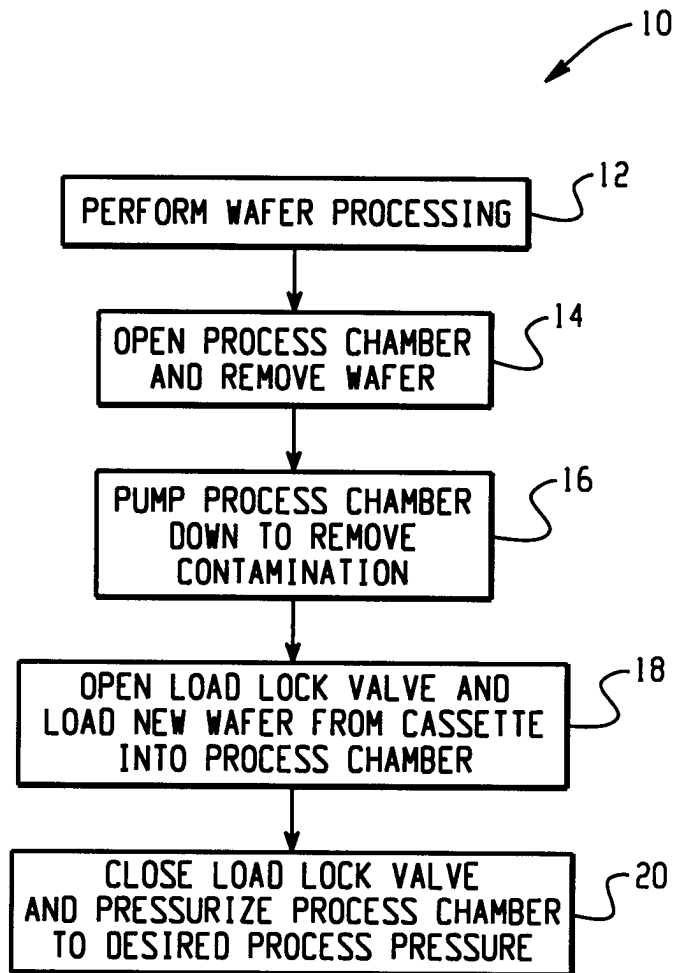 10
PERFORM WAFER PROCESSING
12
OPEN PROCESS CHAMBER
AND REMOVE WAFER
14
PUMP PROCESS CHAMBER
DOWN TO REMOVE
CONTAMINATION
16
OPEN LOAD LOCK VALVE AND
LOAD NEW WAFER FROM CASSETTE
INTO PROCESS CHAMBER
18
CLOSE LOAD LOCK VALVE
AND PRESSURIZE PROCESS CHAMBER
TO DESIRED PROCESS PRESSURE
20